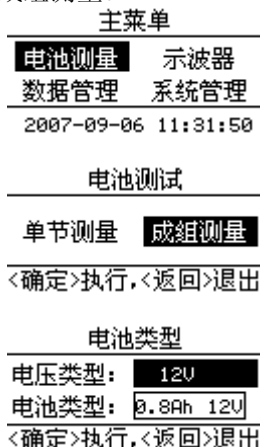 主菜单
电池测量 示波器
数据管理 系统管理
2007-09-06 11:31:50
电池测试
单节测量 成组测量
<确定>执行,<返回>退出
电池类型
电压类型: 12V
电池类型: 0.8Ah 12V
<确定>执行,<返回>退出